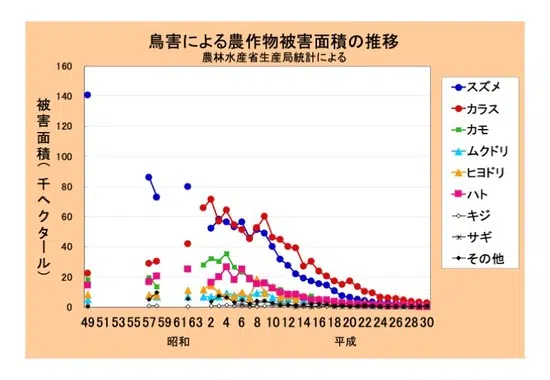 鳥害による農作物被害面積の推移
農林水産省生産局統計による
被害面積(千ヘクタール)
160
140
120
100
80
60
40
20
0
49 51 53 55 57 59 61 63 2 4 6 8 10 12 14 16 18 20 22 24 26 28 30
昭和 平成
スズメ
カラス
カモ
ムクドリ
ヒヨドリ
ハト
キジ
サギ
その他